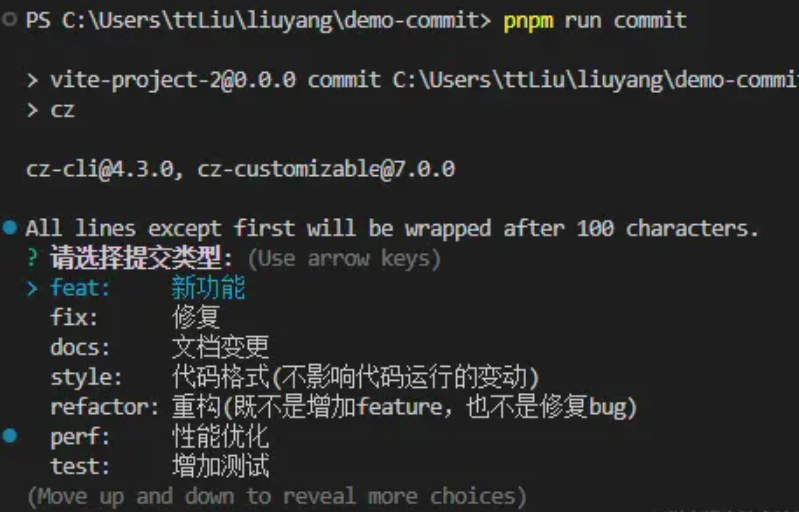 PS C:\Users\ttLiu\liuyang\demo-commit> pnpm run commit
> vite-project-2@0.0.0 commit C:\Users\ttLiu\liuyang\demo-commit
> cz
cz-cli@4.3.0, cz-customizable@7.0.0
All lines except first will be wrapped after 100 characters.
? 请选择提交类型: (Use arrow keys)
> feat: 新功能
fix: 修复
docs: 文档变更
style: 代码格式(不影响代码运行的变动)
refactor: 重构(既不是增加feature，也不是修复bug)
perf: 性能优化
test: 增加测试
(Move up and down to reveal more choices)